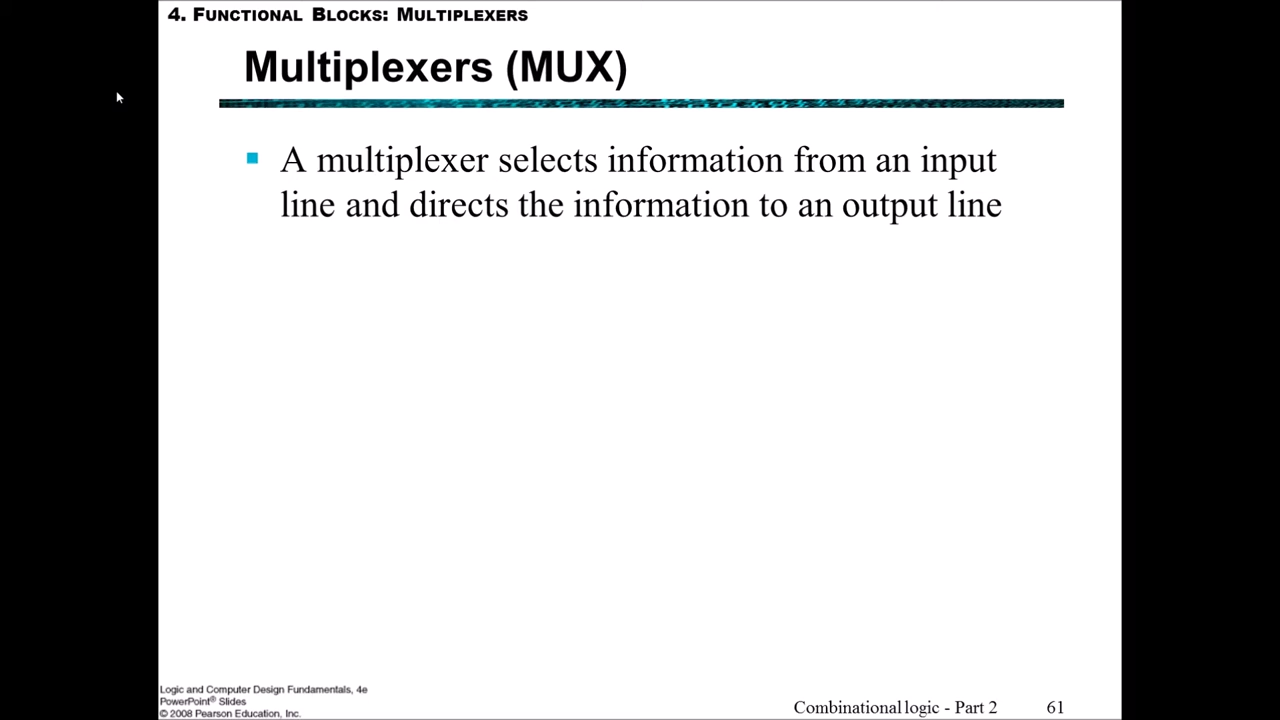 4. FUNCTIONAL BLOCKS: MULTIPLEXERS
Multiplexers (MUX)
A multiplexer selects information from an input
line and directs the information to an output line
Logic and Computer Design Fundamentals, 4e
PowerPoint® Slides
© 2008 Pearson Education, Inc.
Combinational logic - Part 2 61